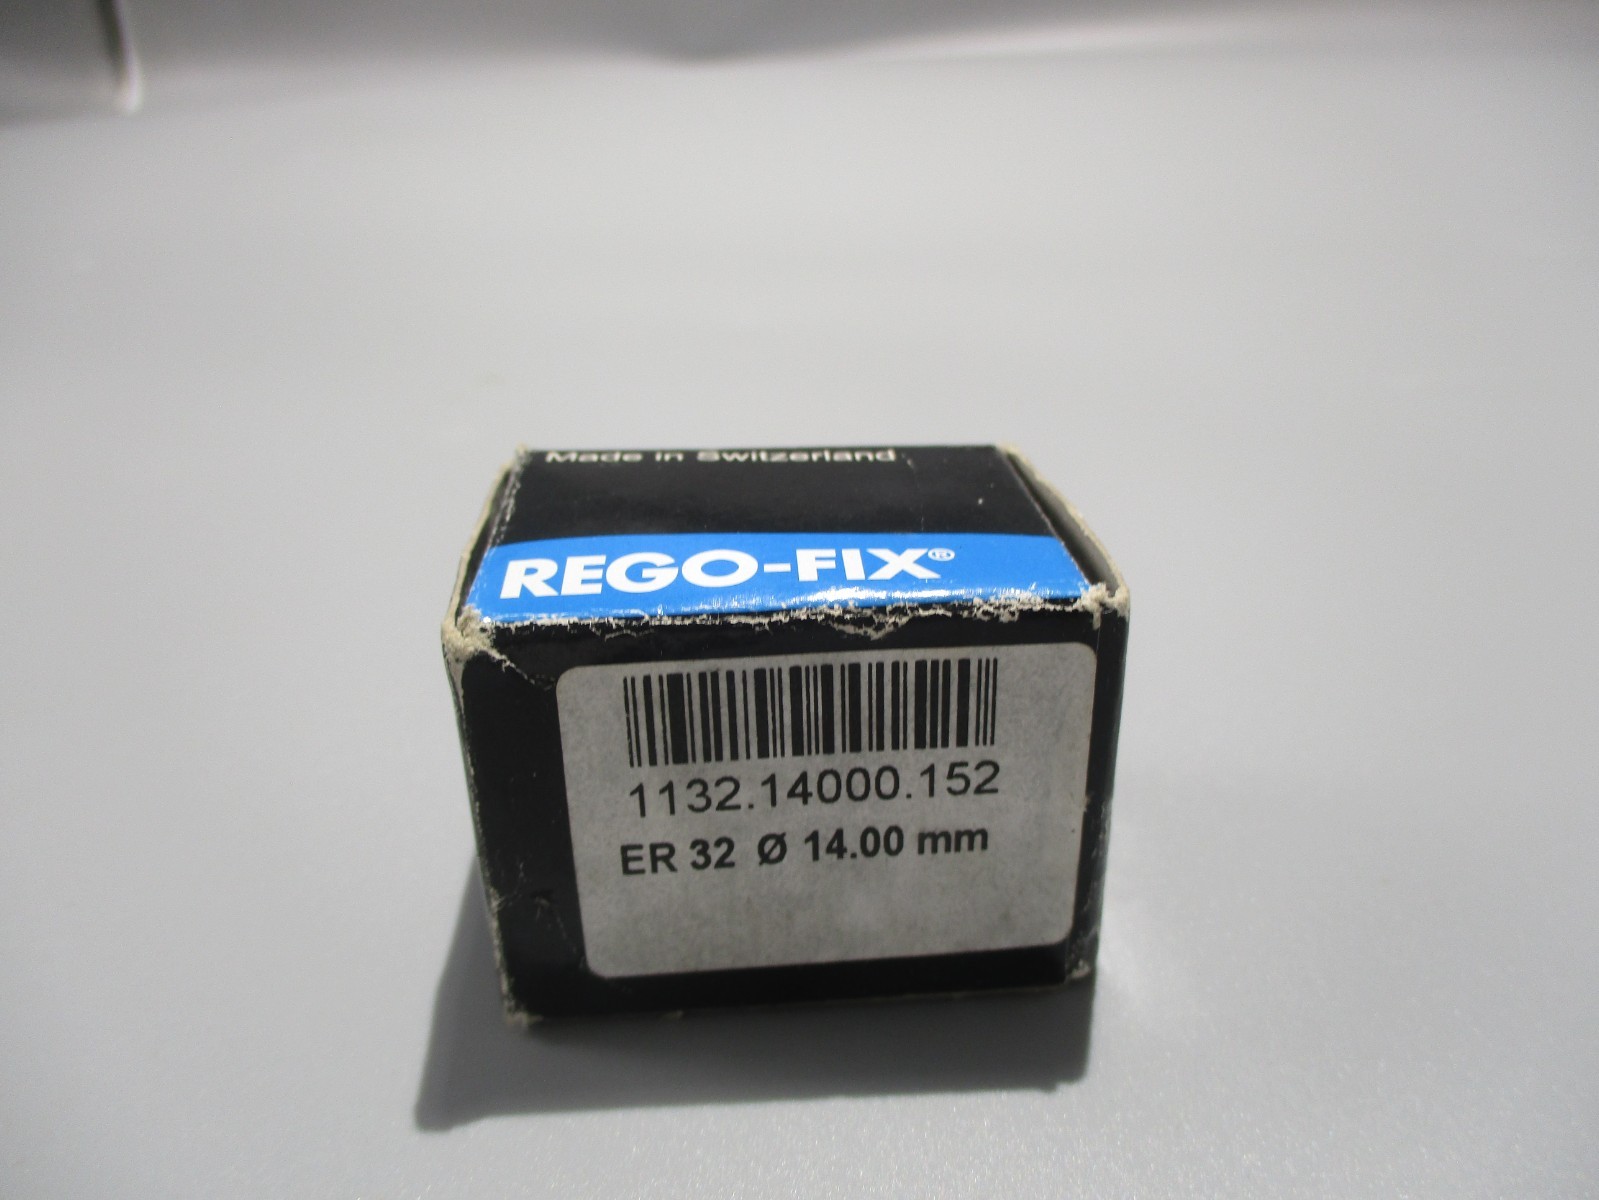 Made in Switzerland
REGO-FIX®
1132.14000.152
ER 32 Ø 14.00 mm